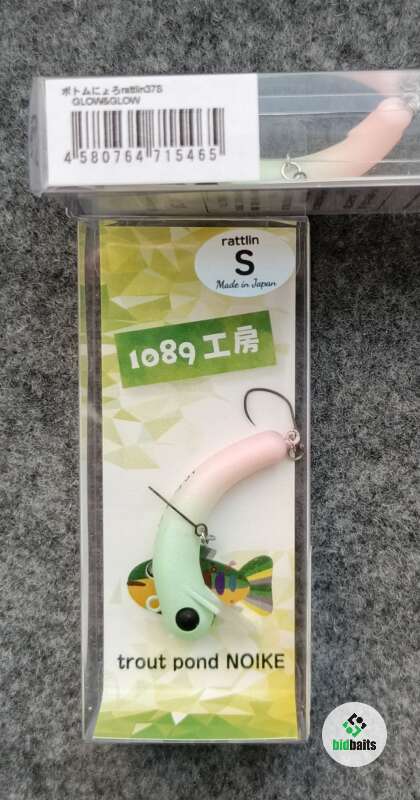 ボトムにょろrattlin37S
GLOW&GLOW
4 580764 715465
rattlin
S
Made in Japan
1089工房
trout pond NOIKE
bidbaits